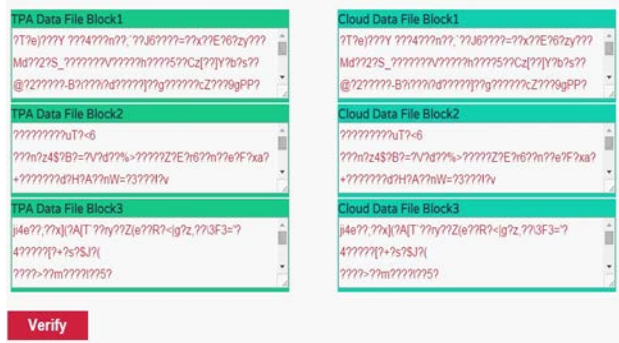 TPA Data File Block1
?T?e)???Y ???4???n??,`??J6????=??x??E?6?zy???
Md??2?S_???????V?????h????5??Cz[??]Y?b?s??
@?2?????-B?i???i?d?????]??g??????cZ???9gPP?
Cloud Data File Block1
?T?e)???Y ???4???n??,`??J6????=??x??E?6?zy???
Md??2?S_???????V?????h????5??Cz[??]Y?b?s??
@?2?????-B?i???i?d?????]??g??????cZ???9gPP?
TPA Data File Block2
?????????uT?<6
???n?z4$?B?=?V?d??%>?????Z?E?r6??n??e?F?xa?
+???????d?H?A??nW=?3???I?v
Cloud Data File Block2
?????????uT?<6
???n?z4$?B?=?V?d??%>?????Z?E?r6??n??e?F?xa?
+???????d?H?A??nW=?3???I?v
TPA Data File Block3
ji4e??,??x](?A[T`??ry??Z(e??R?<|g?z,??\3F3='?
4?????[?+?s?$J?(
????>??m????I??5?
Cloud Data File Block3
ji4e??,??x](?A[T`??ry??Z(e??R?<|g?z,??\3F3='?
4?????[?+?s?$J?(
????>??m????I??5?
Verify